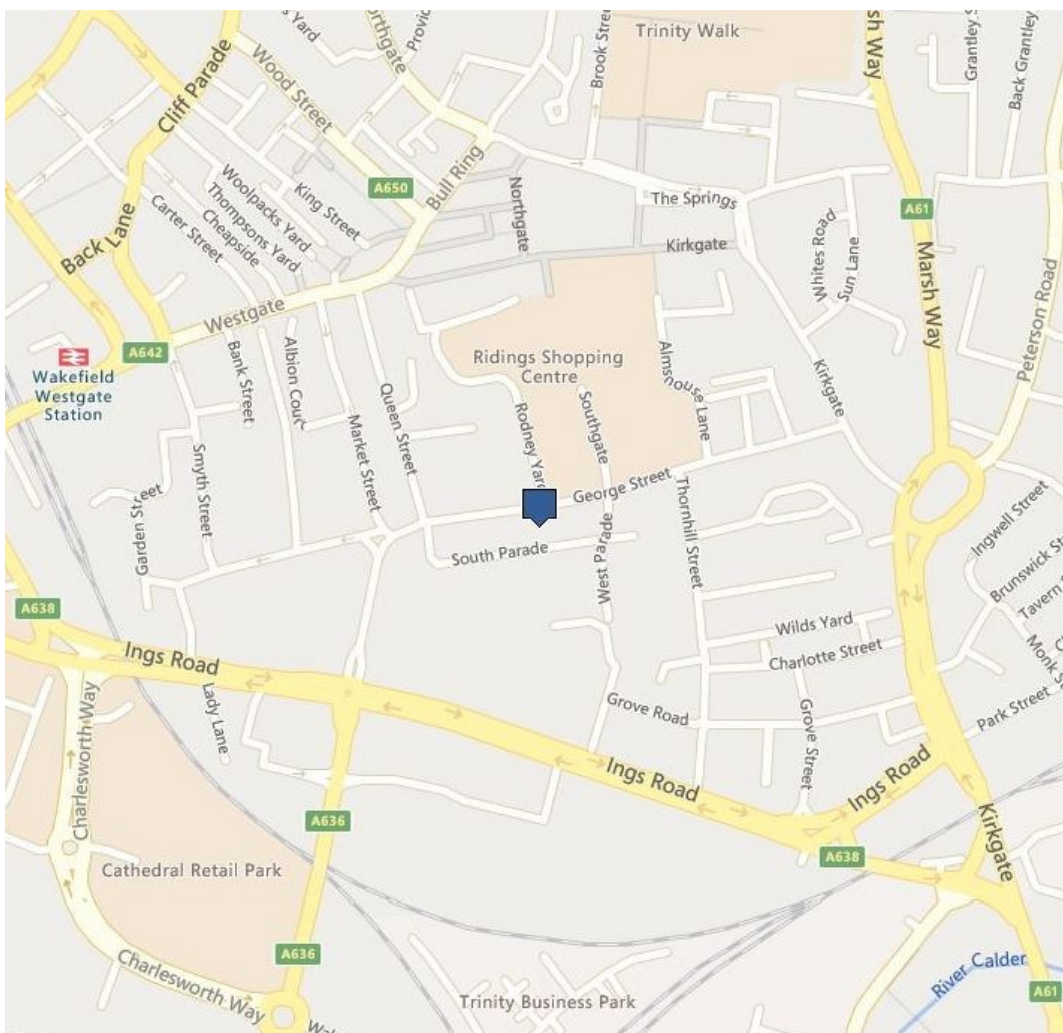 Trinity Walk
Wood Street
Cliff Parade
Brook Street
Marsh Way
Back Grantley
A650
Bull Ring
Woolpacks Yard
King Street
Thompsons Yard
Cheapside
Carter Street
Back Lane
Northgate
The Springs
Kirkgate
A61
Whites Road
Sun Lane
Peterson Road
Westgate
A642
Wakefield
Westgate
Station
Bank Street
Albion Court
Market Street
Queen Street
Ridings Shopping
Centre
Almshouse Lane
Kirkgate
Rodney Yard
Southgate
Smyth Street
Garden Street
George Street
South Parade
West Parade
Thornhill Street
Ingwell Street
Wilds Yard
Charlotte Street
A638
Ings Road
Lady Lane
Charlesworth Way
Grove Road
Grove Street
Park Street
Ings Road
Ings Road
A636
A638
Kirkgate
Cathedral Retail Park
A636
Charlesworth Way
Trinity Business Park
River Calder
A61